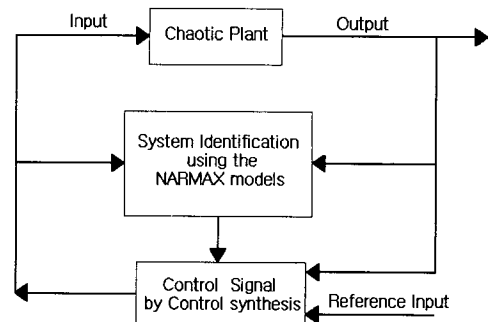 Input
Chaotic Plant
Output
System Identification
using the
NARMAX models
Control Signal
by Control synthesis
Reference Input